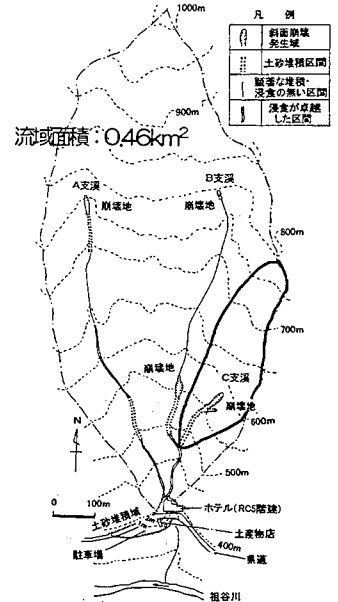 凡 例
斜面崩壊
発生域
土砂堆積区間
顕著な堆積・
浸食の無い区間
浸食が卓越
した区間
1000m
900m
流域面積：0.46km²
A支渓
崩壊地
B支渓
崩壊地
800m
700m
C支渓
崩壊地
崩壊地
600m
500m
0 100m
ホテル(RC5階建)
土砂堆積域
土産物店
駐車場
400m
県道
祖谷川